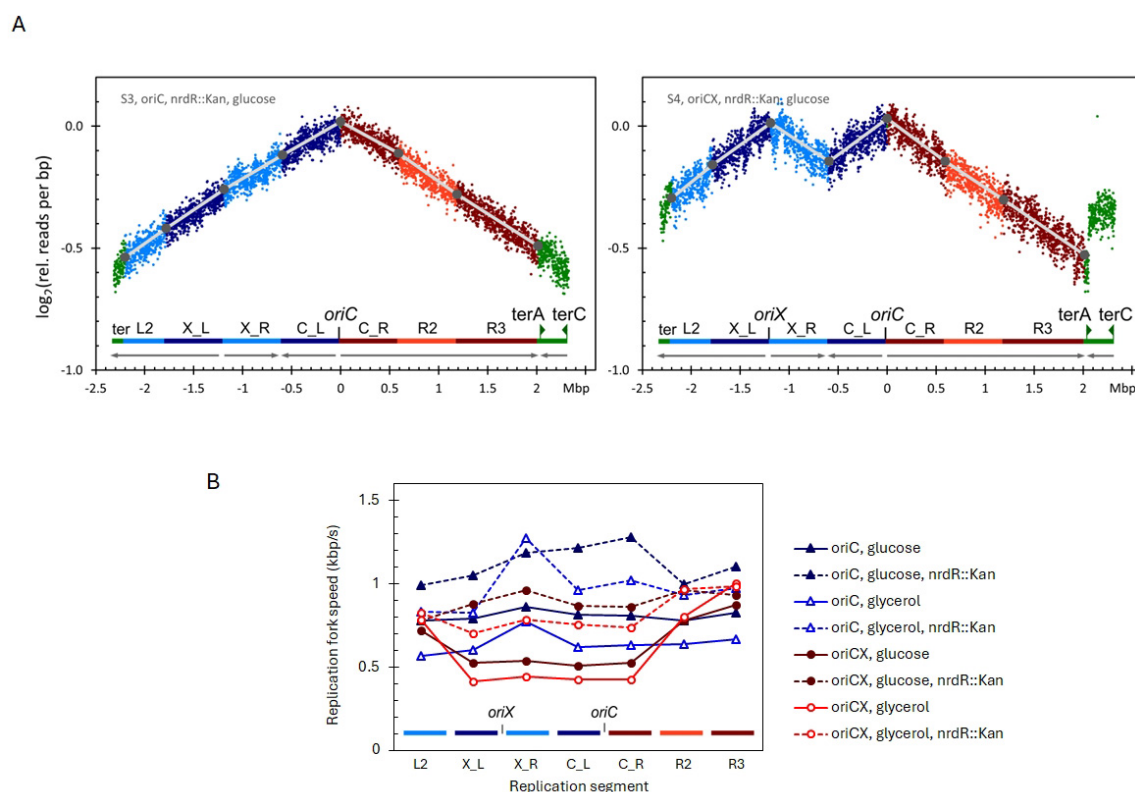 A
S3, oriC, nrdR::Kan, glucose
log2(rel. reads per bp)
0.0
-0.5
-1.0
oriC
terA
terC
ter L2 X_L X_R C_L C_R R2 R3
-2.5 -2 -1.5 -1 -0.5 0 0.5 1 1.5 2 Mbp
S4, oriCX, nrdR::Kan, glucose
0.0
-0.5
-1.0
oriX
oriC
terA
terC
ter L2 X_L X_R C_L C_R R2 R3
-2.5 -2 -1.5 -1 -0.5 0 0.5 1 1.5 2 Mbp
B
Replication fork speed (kbp/s)
1.5
1
0.5
0
oriX
oriC
L2 X_L X_R C_L C_R R2 R3
Replication segment
oriC, glucose
oriC, glucose, nrdR::Kan
oriC, glycerol
oriC, glycerol, nrdR::Kan
oriCX, glucose
oriCX, glucose, nrdR::Kan
oriCX, glycerol
oriCX, glycerol, nrdR::Kan